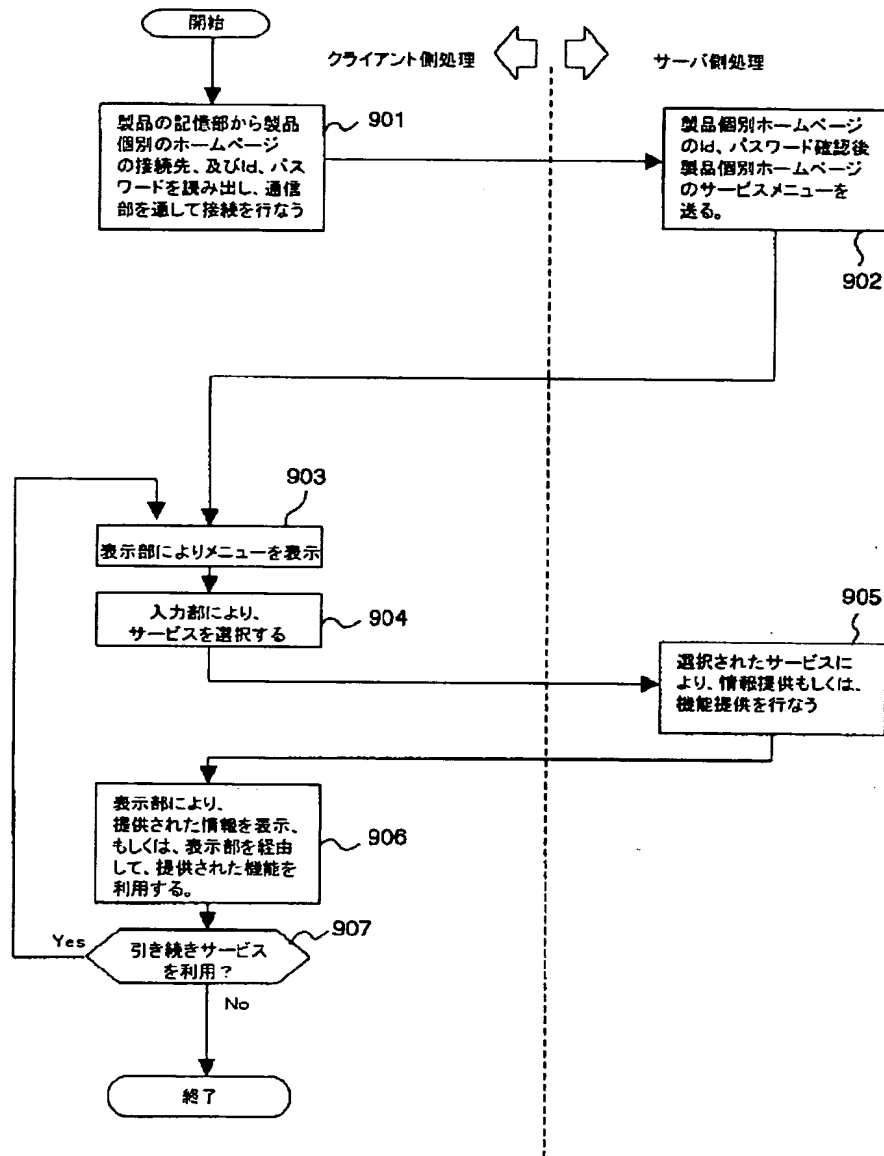 開始
クライアント側処理
サーバ側処理
製品の記憶部から製品
個別のホームページ
の接続先、及びid、パス
ワードを読み出し、通信
部を通して接続を行なう
901
製品個別ホームページ
のid、パスワード確認後
製品個別ホームページ
のサービスメニューを
送る。
902
903
表示部によりメニューを表示
入力部により、
サービスを選択する
904
905
選択されたサービスに
より、情報提供もしくは、
機能提供を行なう
表示部により、
提供された情報を表示、
もしくは、表示部を経由
して、提供された機能を
利用する。
906
907
Yes
引き続きサービス
を利用?
No
終了